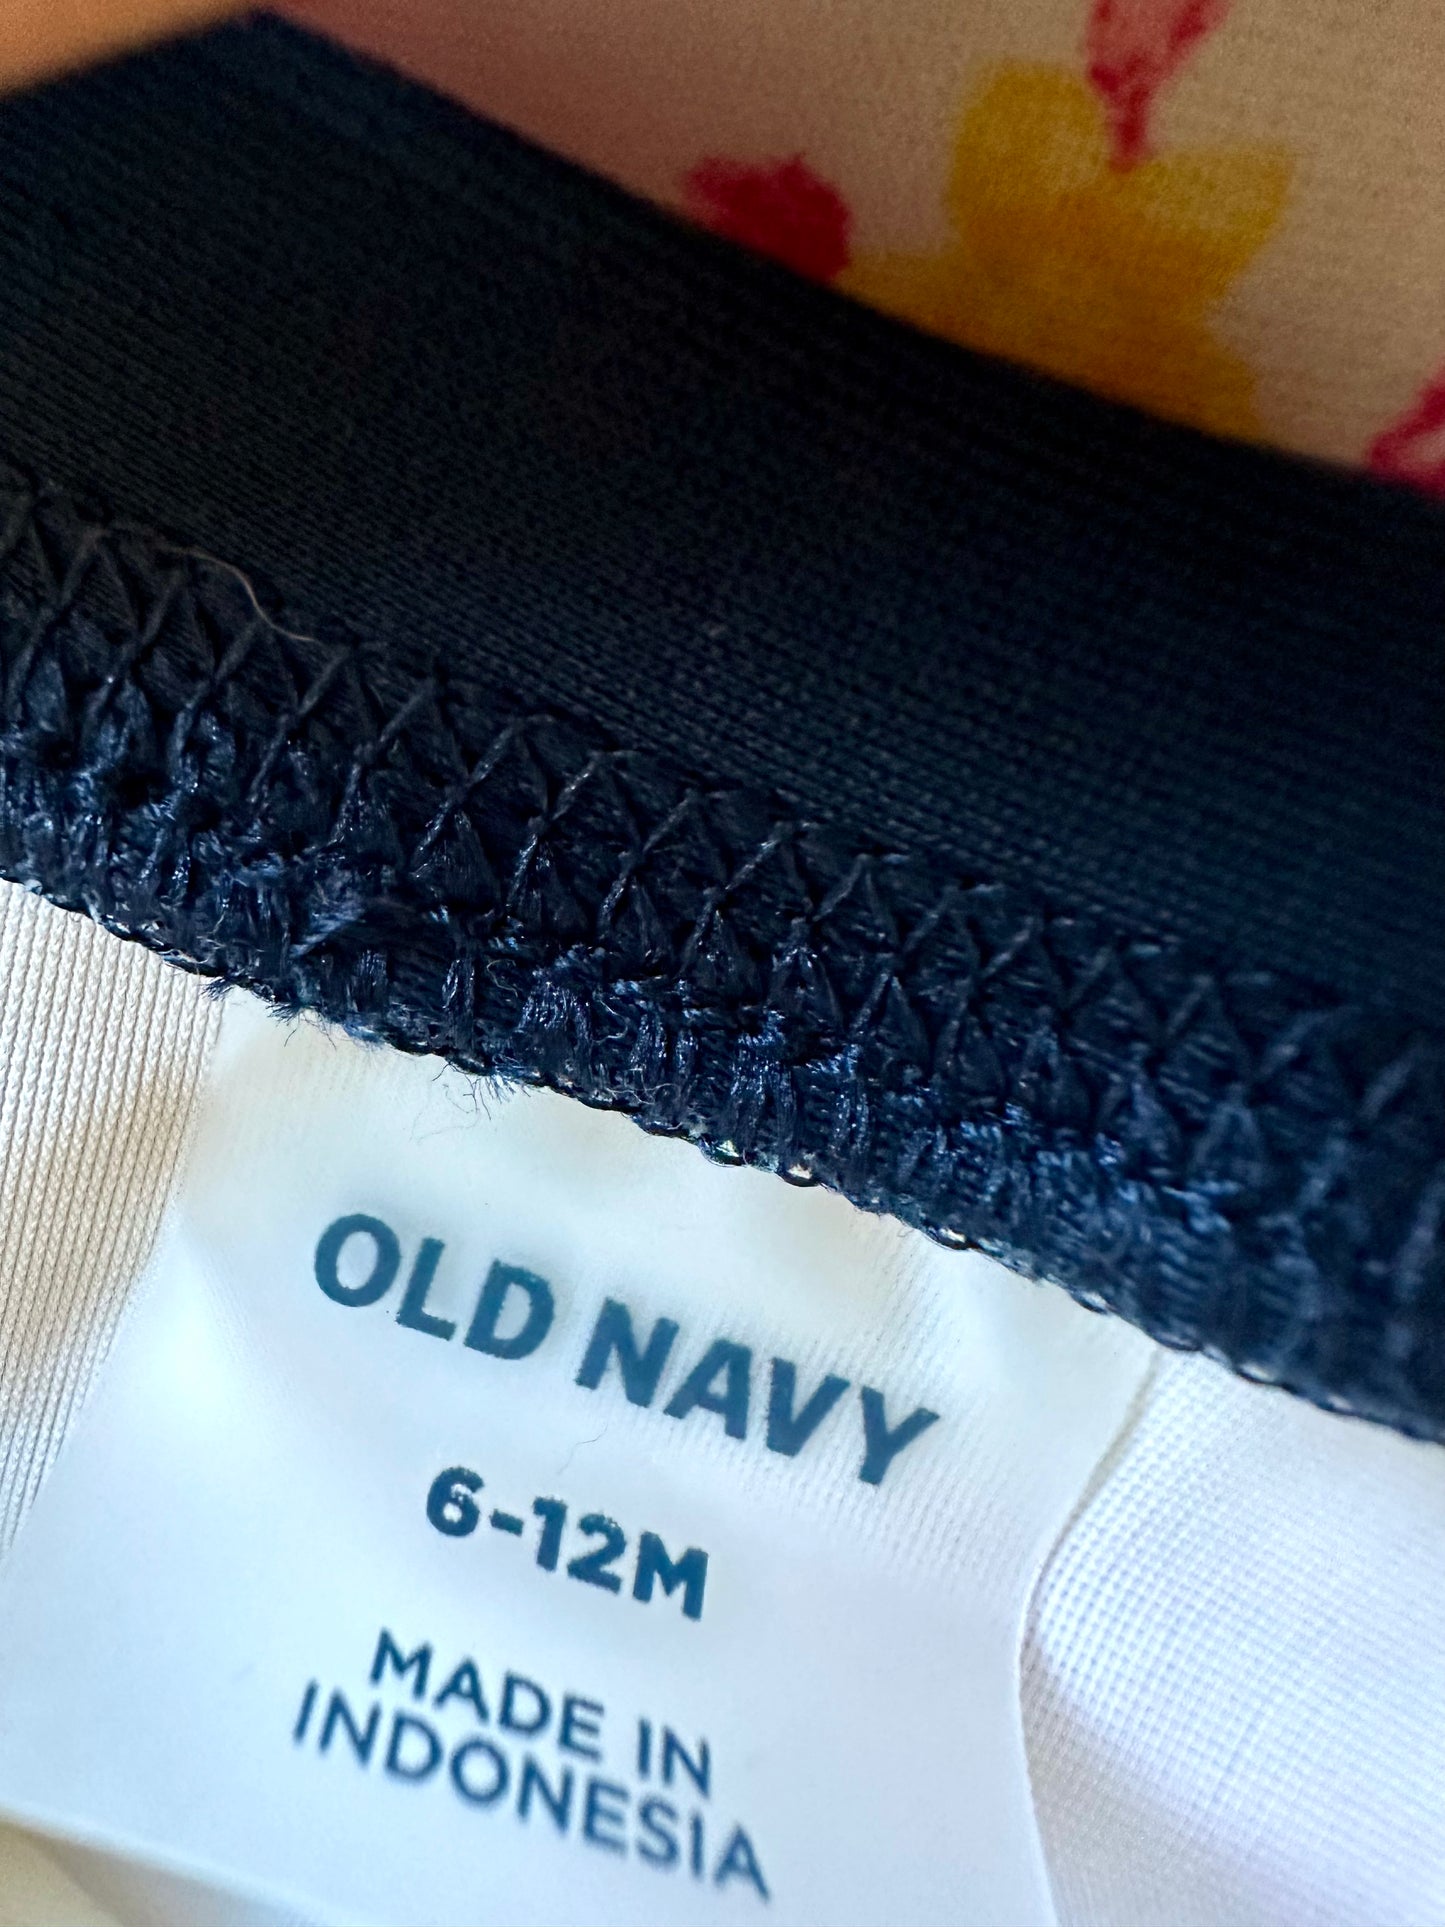 OLD NAVY
6-12M
MADE IN
INDONESIA